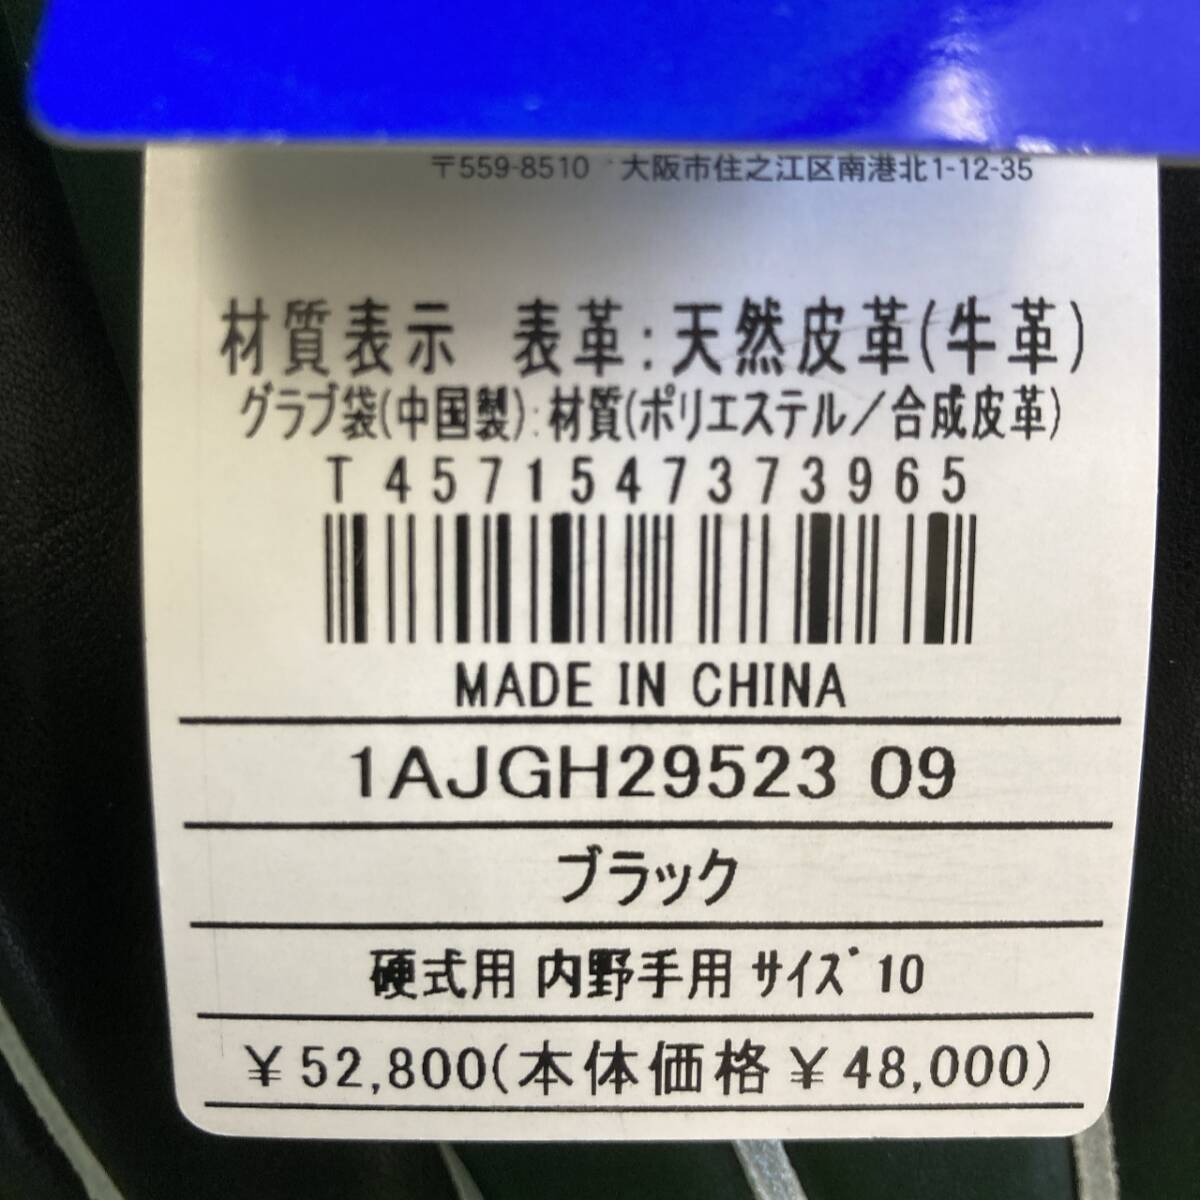 〒559-8510 大阪市住之江区南港北1-12-35
材質表示 表革:天然皮革(牛革)
グラブ袋(中国製):材質(ポリエステル/合成皮革)
T 4571547373965
MADE IN CHINA
1AJGH29523 09
ブラック
硬式用 内野手用 サイズ 10
¥52,800(本体価格¥48,000)